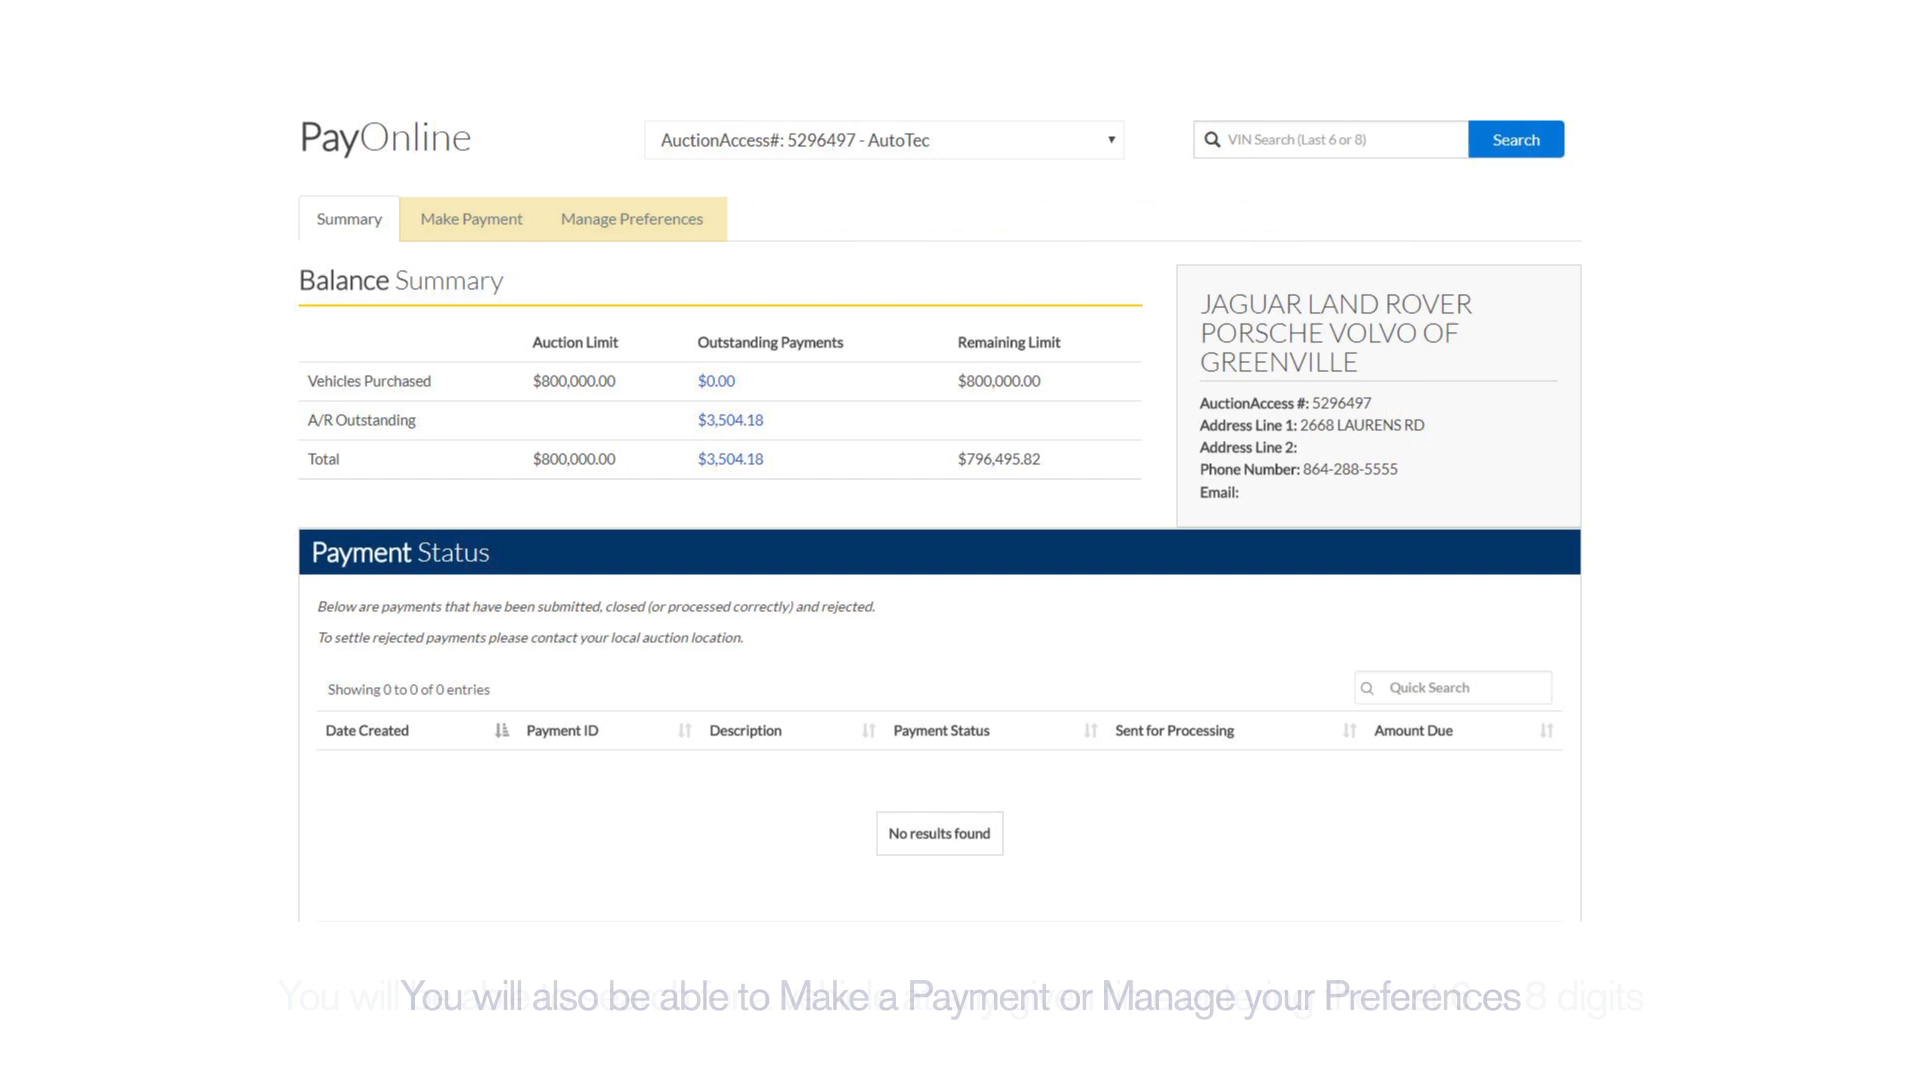 PayOnline
AuctionAccess#: 5296497 - AutoTec
VIN Search (Last 6 or 8)
Search
Summary
Make Payment
Manage Preferences
Balance Summary
Auction Limit Outstanding Payments Remaining Limit
Vehicles Purchased $800,000.00 $0.00 $800,000.00
A/R Outstanding $3,504.18
Total $800,000.00 $3,504.18 $796,495.82
JAGUAR LAND ROVER
PORSCHE VOLVO OF
GREENVILLE
AuctionAccess #: 5296497
Address Line 1: 2668 LAURENS RD
Address Line 2:
Phone Number: 864-288-5555
Email:
Payment Status
Below are payments that have been submitted, closed (or processed correctly) and rejected.
To settle rejected payments please contact your local auction location.
Showing 0 to 0 of 0 entries
Quick Search
Date Created Payment ID Description Payment Status Sent for Processing Amount Due
No results found
You will also be able to Make a Payment or Manage your Preferences
You will 8 digits